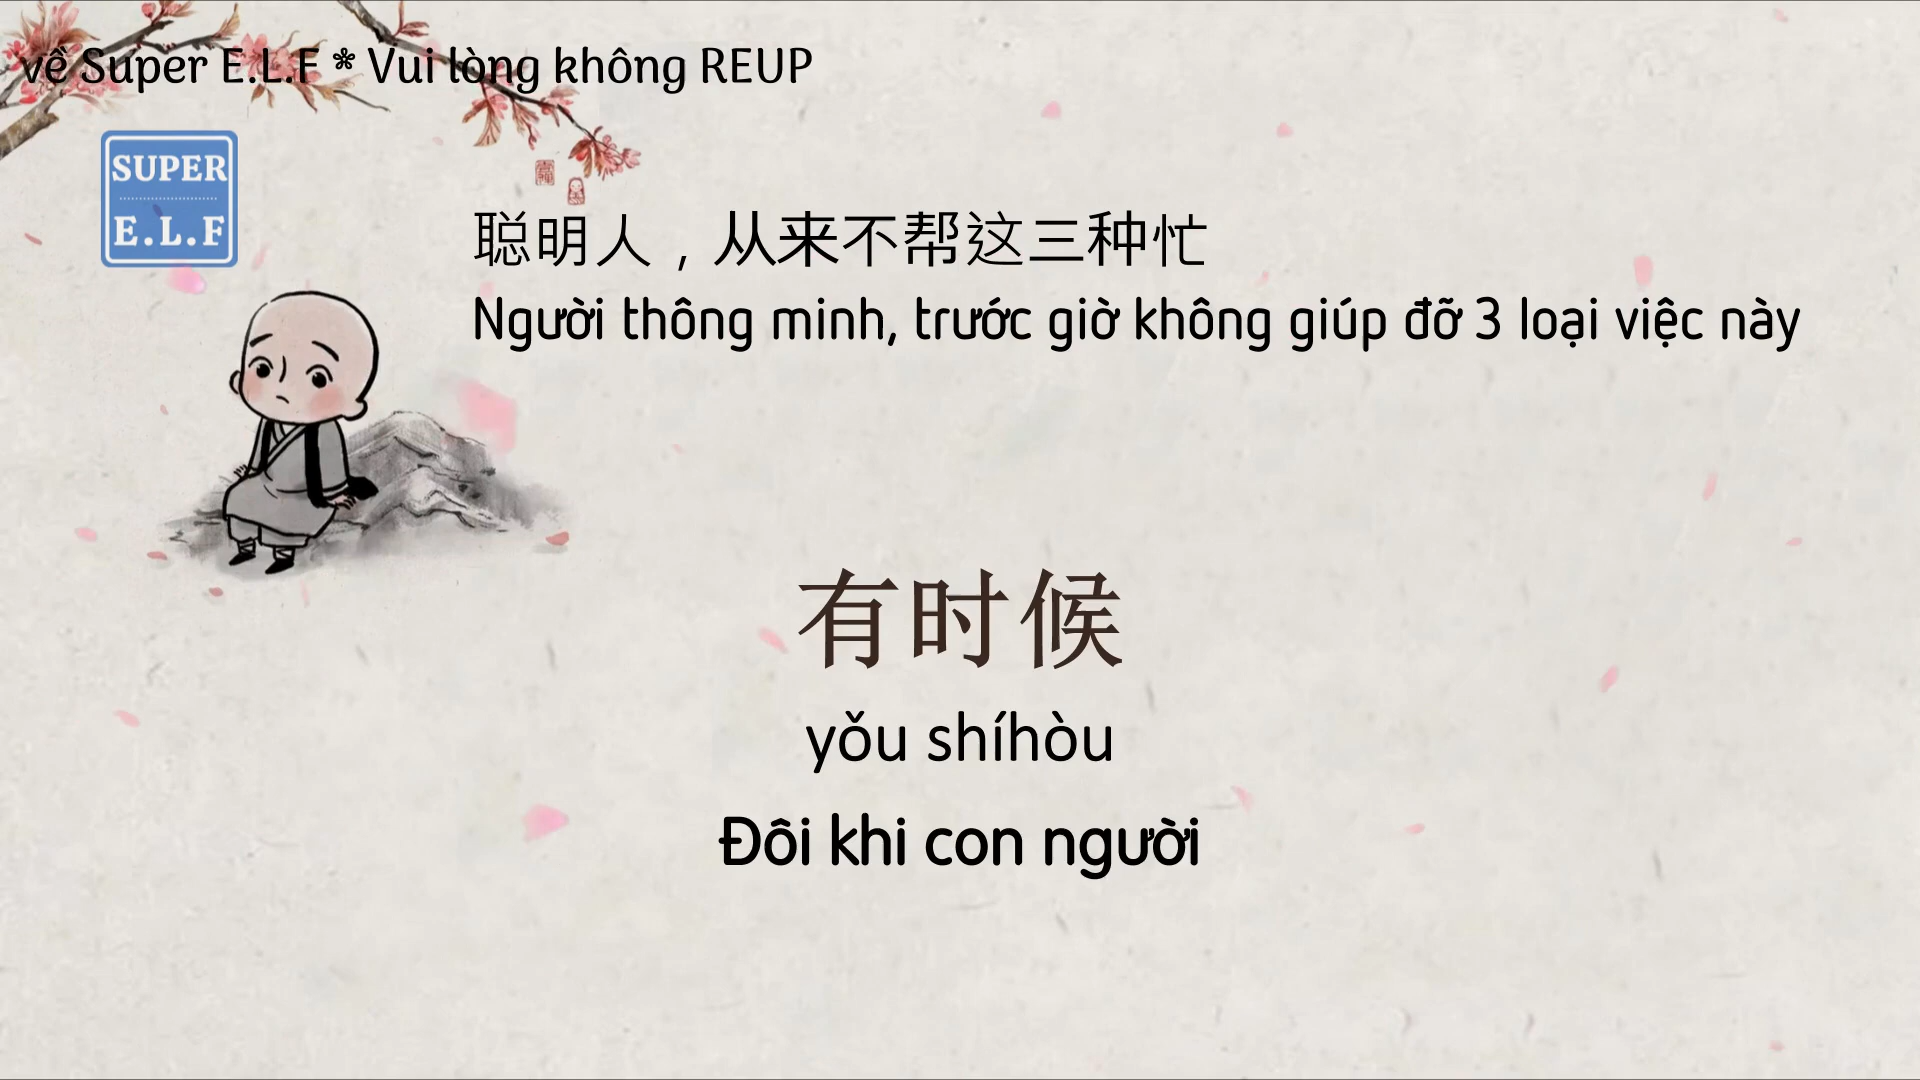 về Super E.L.F * Vui lòng không REUP
SUPER
E.L.F
聪明人，从来不帮这三种忙
Người thông minh, trước giờ không giúp đỡ 3 loại việc này
有时候
yǒu shíhòu
Đôi khi con người